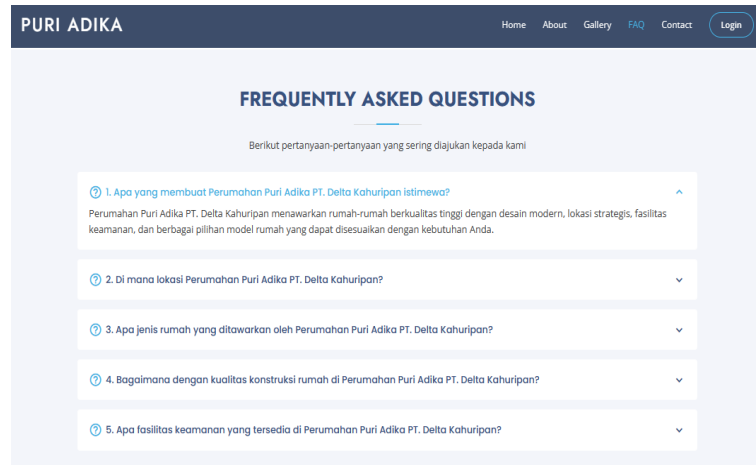 PURI ADIKA
Home About Gallery FAQ Contact Login
FREQUENTLY ASKED QUESTIONS
Berikut pertanyaan-pertanyaan yang sering diajukan kepada kami
1. Apa yang membuat Perumahan Puri Adika PT. Delta Kahuripan istimewa?
Perumahan Puri Adika PT. Delta Kahuripan menawarkan rumah-rumah berkualitas tinggi dengan desain modern, lokasi strategis, fasilitas
keamanan, dan berbagai pilihan model rumah yang dapat disesuaikan dengan kebutuhan Anda.
2. Di mana lokasi Perumahan Puri Adika PT. Delta Kahuripan?
3. Apa jenis rumah yang ditawarkan oleh Perumahan Puri Adika PT. Delta Kahuripan?
4. Bagaimana dengan kualitas konstruksi rumah di Perumahan Puri Adika PT. Delta Kahuripan?
5. Apa fasilitas keamanan yang tersedia di Perumahan Puri Adika PT. Delta Kahuripan?